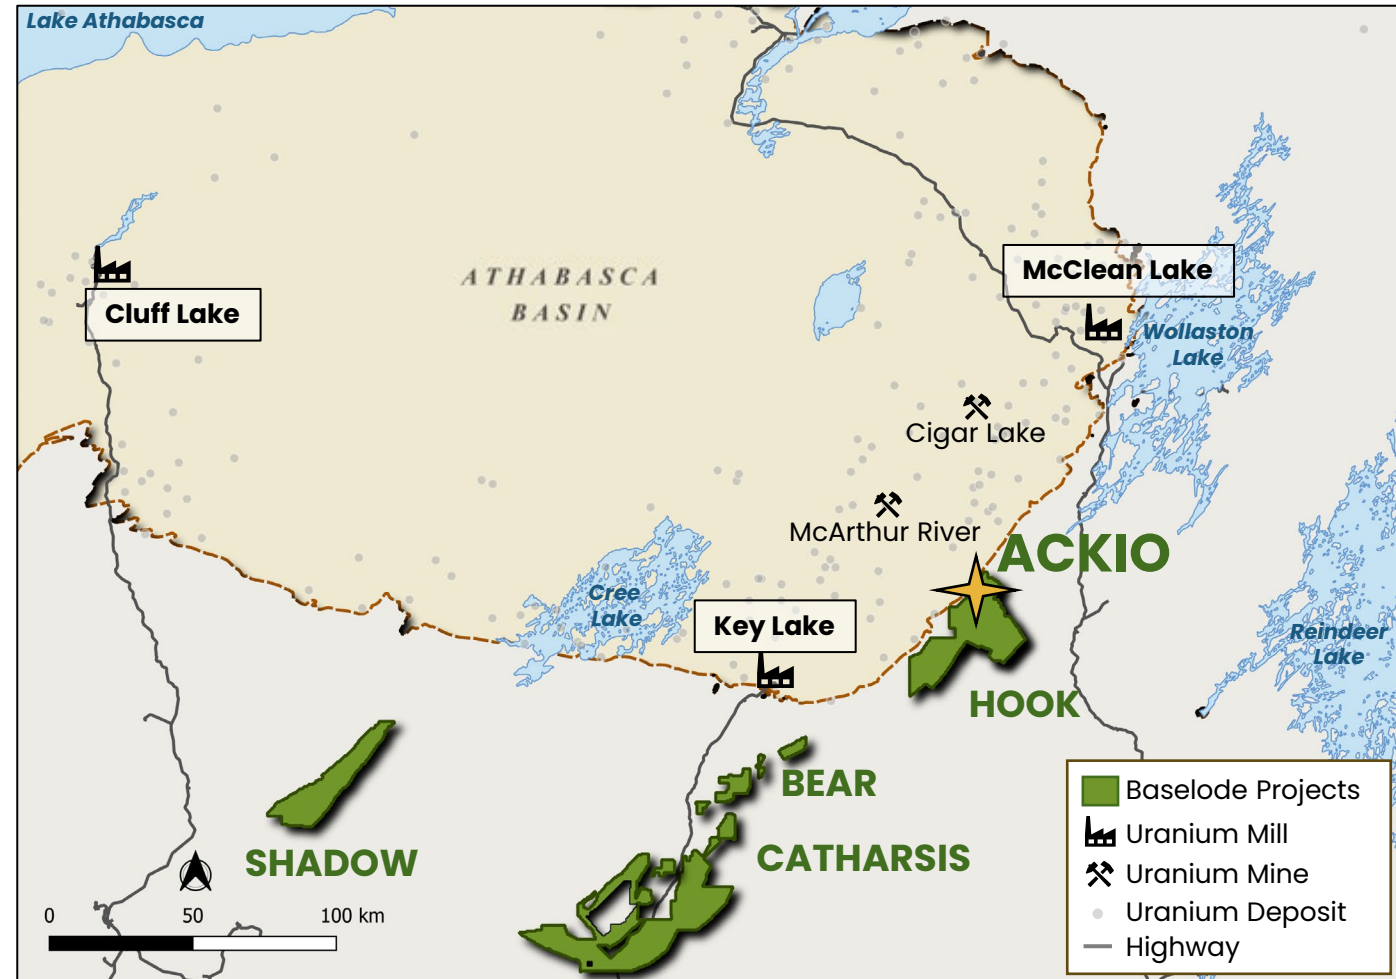 Lake Athabasca
ATHABASCA
BASIN
McClean Lake
Cluff Lake
Wollaston
Lake
Cigar Lake
McArthur River
ACKIO
Cree
Lake
Key Lake
Reindeer
Lake
HOOK
BEAR
SHADOW
CATHARSIS
0 50 100 km
Baselode Projects
Uranium Mill
Uranium Mine
Uranium Deposit
Highway